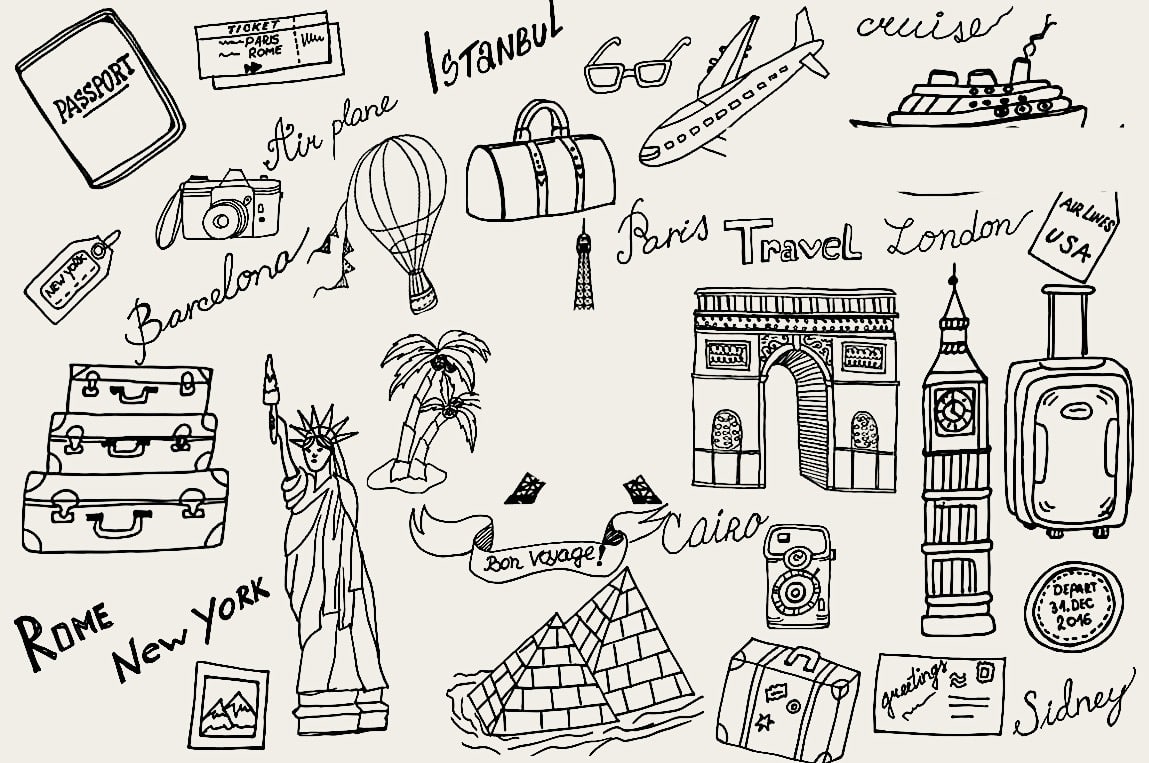 PASSPORT
TICKET
PARIS
ROME
ISTANBUL
cruise
Air plane
NEW YORK
Barcelona
Paris
Travel
London
AIR LINES
USA
Bon Voyage!
CAIRO
ROME
New YORK
DEPART
31.DEC
2016
greetings
Sidney